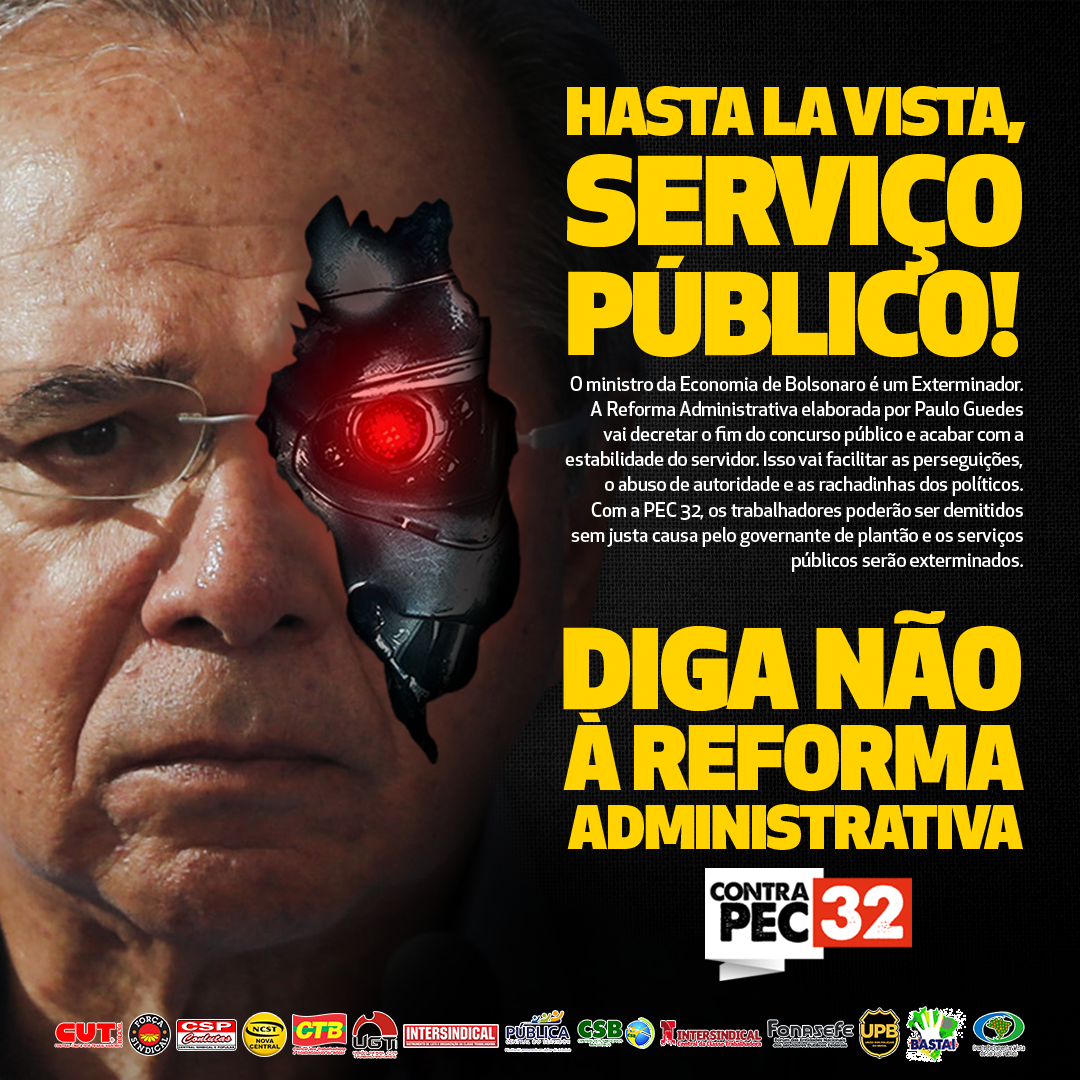 HASTA LA VISTA,
SERVIÇO
PÚBLICO!
O ministro da Economia de Bolsonaro é um Exterminador.
A Reforma Administrativa elaborada por Paulo Guedes
vai decretar o fim do concurso público e acabar com a
estabilidade do servidor. Isso vai facilitar as perseguições,
o abuso de autoridade e as rachadinhas dos políticos.
Com a PEC 32, os trabalhadores poderão ser demitidos
sem justa causa pelo governante de plantão e os serviços
públicos serão exterminados.
DIGA NÃO
À REFORMA
ADMINISTRATIVA
CONTRA
PEC 32
CUT
FORÇA
SINDICAL
CSP
Conlutas
NCST
NOVA
CENTRAL
CTB
UGT
INTERSINDICAL
PÚBLICA
CSB
INTERSINDICAL
FONASEFE
UPB
BASTA!